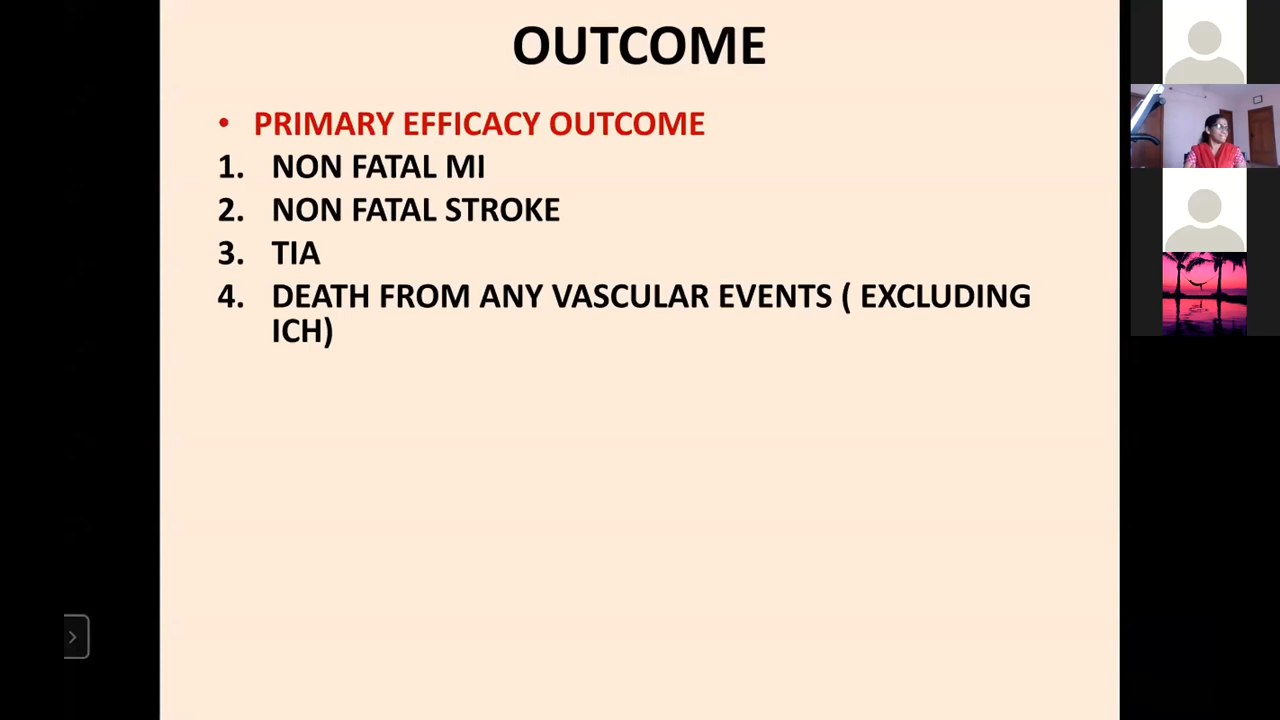 OUTCOME
• PRIMARY EFFICACY OUTCOME
1. NON FATAL MI
2. NON FATAL STROKE
3. TIA
4. DEATH FROM ANY VASCULAR EVENTS ( EXCLUDING
ICH)